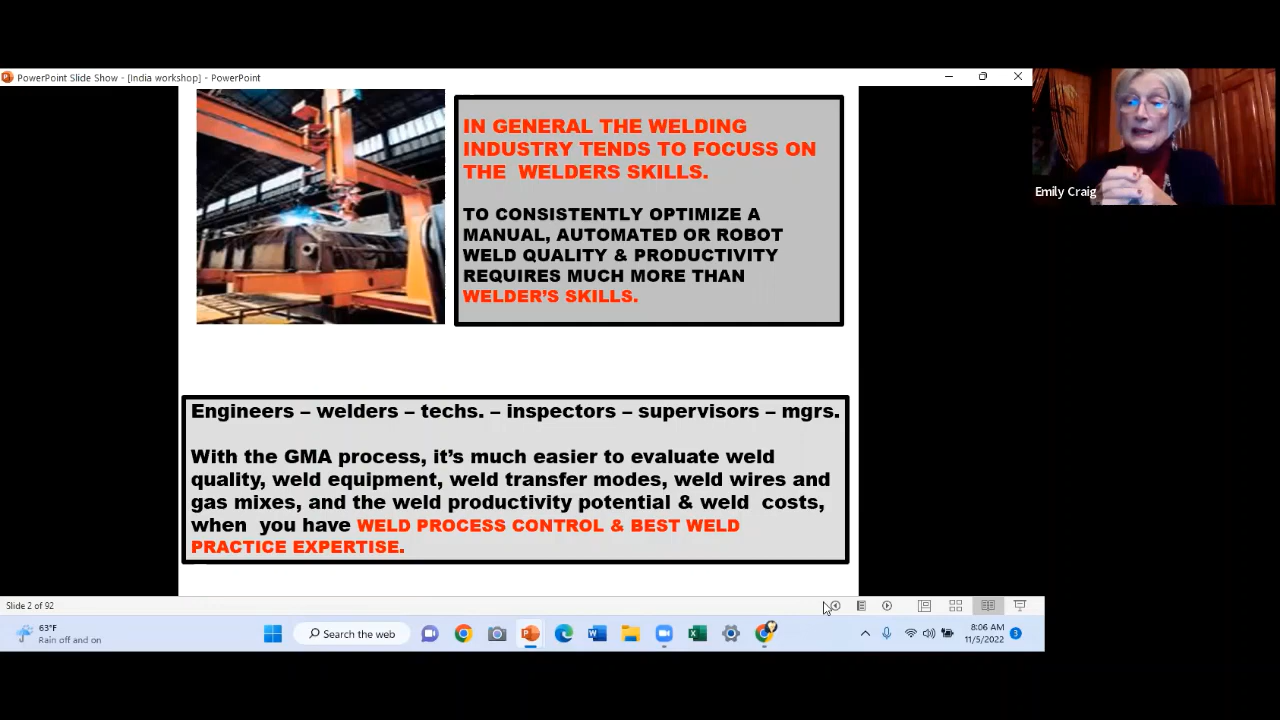 PowerPoint Slide Show - [India workshop] - PowerPoint
IN GENERAL THE WELDING
INDUSTRY TENDS TO FOCUSS ON
THE WELDERS SKILLS.
TO CONSISTENTLY OPTIMIZE A
MANUAL, AUTOMATED OR ROBOT
WELD QUALITY & PRODUCTIVITY
REQUIRES MUCH MORE THAN
WELDER'S SKILLS.
Emily Craig
Engineers – welders – techs. – inspectors – supervisors – mgrs.
With the GMA process, it's much easier to evaluate weld
quality, weld equipment, weld transfer modes, weld wires and
gas mixes, and the weld productivity potential & weld costs,
when you have WELD PROCESS CONTROL & BEST WELD
PRACTICE EXPERTISE.
Slide 2 of 92
63°F
Rain off and on
Search the web
8:06 AM
11/5/2022
3